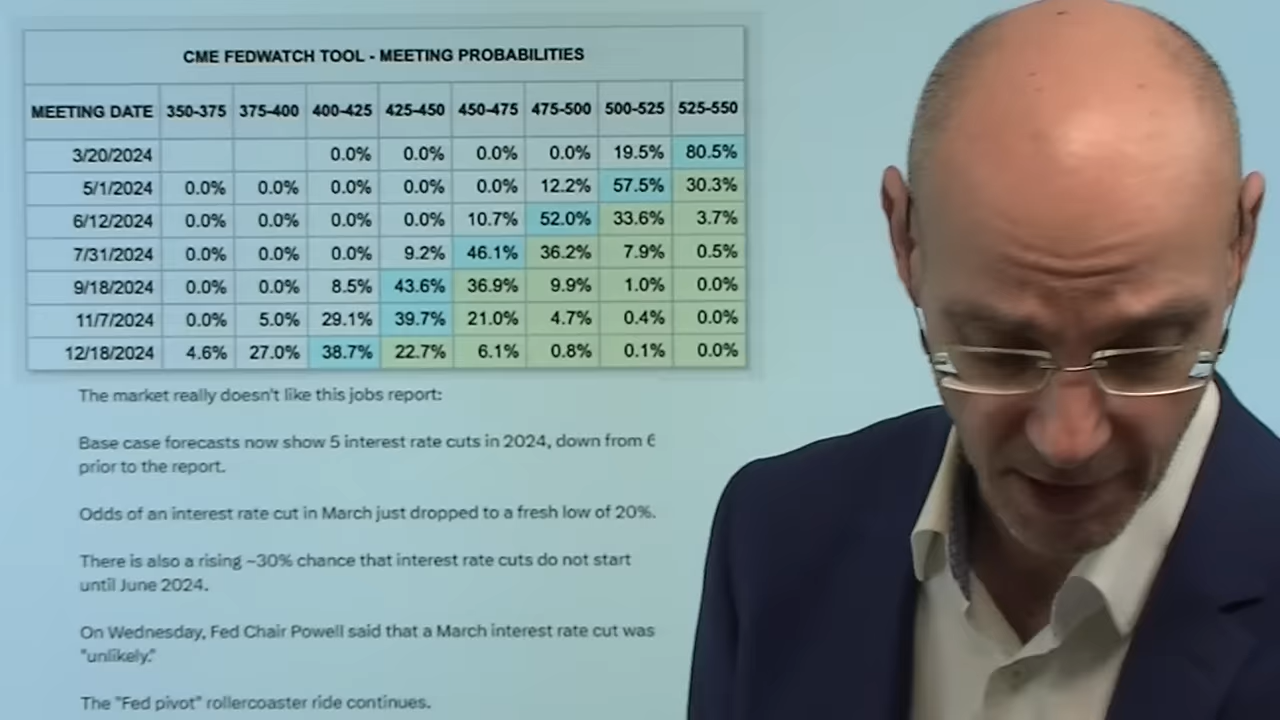 CME FEDWATCH TOOL - MEETING PROBABILITIES
MEETING DATE 350-375 375-400 400-425 425-450 450-475 475-500 500-525 525-550
3/20/2024 0.0% 0.0% 0.0% 0.0% 19.5% 80.5%
5/1/2024 0.0% 0.0% 0.0% 0.0% 0.0% 12.2% 57.5% 30.3%
6/12/2024 0.0% 0.0% 0.0% 0.0% 10.7% 52.0% 33.6% 3.7%
7/31/2024 0.0% 0.0% 0.0% 9.2% 46.1% 36.2% 7.9% 0.5%
9/18/2024 0.0% 0.0% 8.5% 43.6% 36.9% 9.9% 1.0% 0.0%
11/7/2024 0.0% 5.0% 29.1% 39.7% 21.0% 4.7% 0.4% 0.0%
12/18/2024 4.6% 27.0% 38.7% 22.7% 6.1% 0.8% 0.1% 0.0%
The market really doesn't like this jobs report:
Base case forecasts now show 5 interest rate cuts in 2024, down from 6
prior to the report.
Odds of an interest rate cut in March just dropped to a fresh low of 20%.
There is also a rising ~30% chance that interest rate cuts do not start
until June 2024.
On Wednesday, Fed Chair Powell said that a March interest rate cut was
"unlikely."
The "Fed pivot" rollercoaster ride continues.